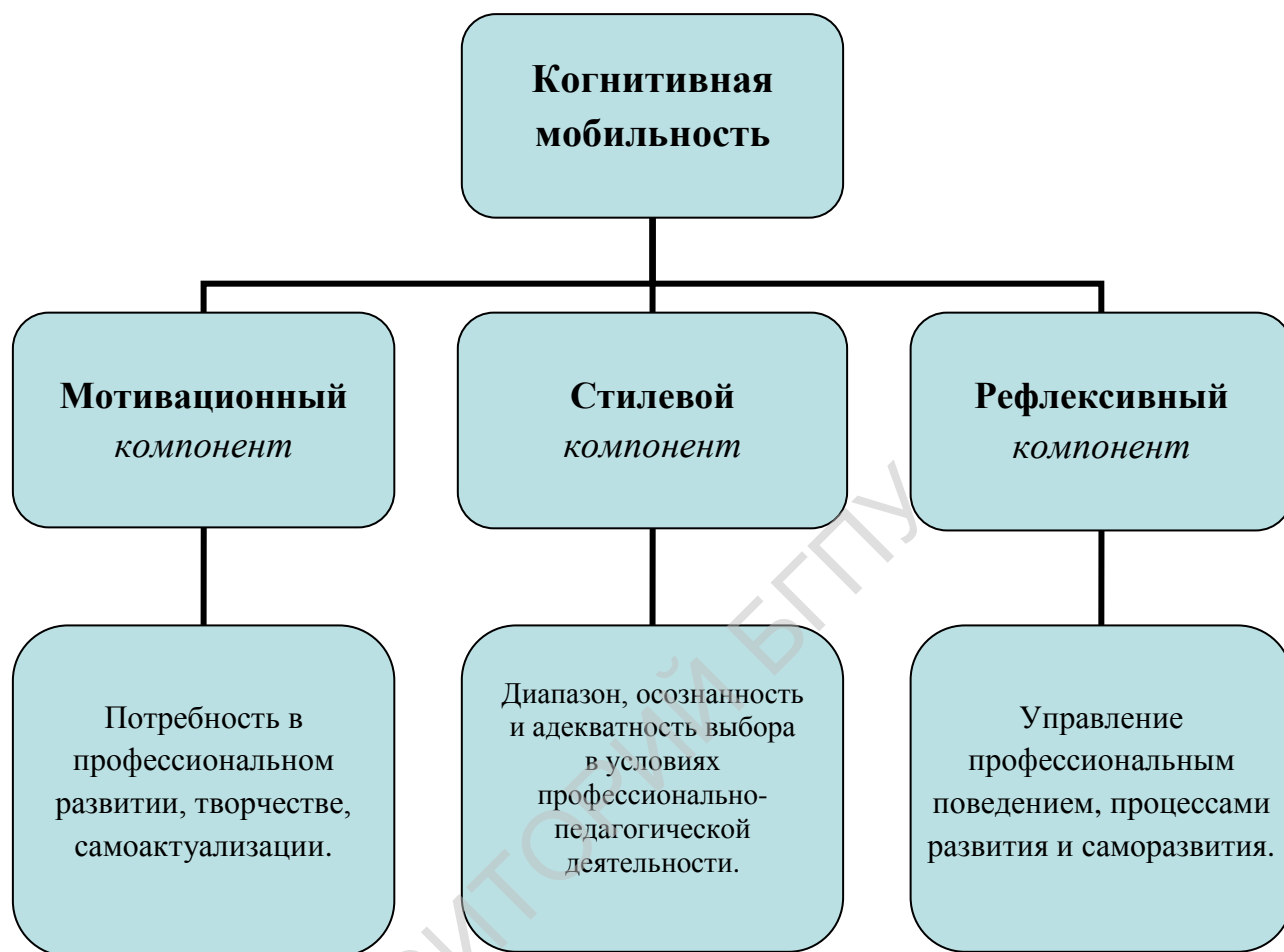 Когнитивная
мобильность
Мотивационный
компонент
Стилевой
компонент
Рефлексивный
компонент
Потребность в
профессиональном
развитии, творчестве,
самоактуализации.
Диапазон, осознанность
и адекватность выбора
в условиях
профессионально-
педагогической
деятельности.
Управление
профессиональным
поведением, процессами
развития и саморазвития.
БГПУ